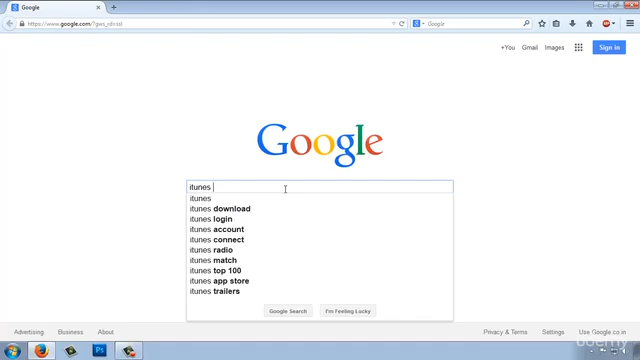 Google
https://www.google.com/?gws_rd=ssl
Google
+You Gmail Images Sign in
Google
itunes
itunes
itunes download
itunes login
itunes account
itunes connect
itunes radio
itunes match
itunes top 100
itunes app store
itunes trailers
Google Search I'm Feeling Lucky
Advertising Business About Privacy & Terms Settings Use Google.co.in
Ps
udemy